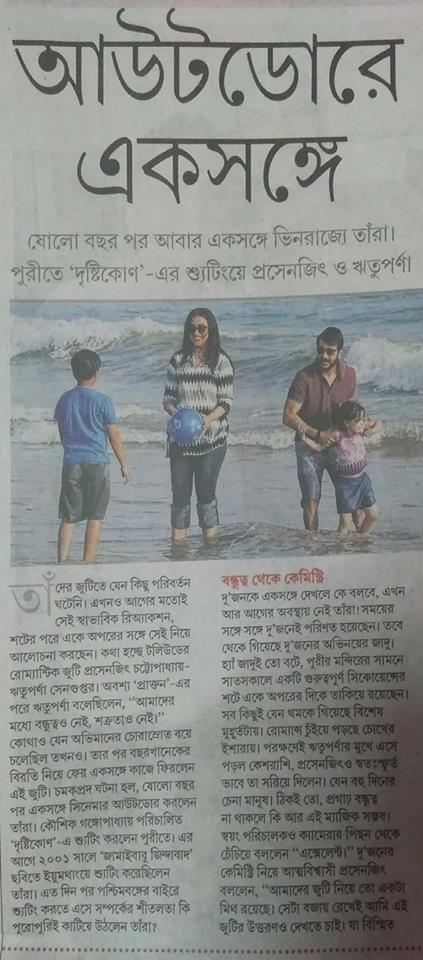 আউটডোরে
একসঙ্গে
ষোলো বছর পর আবার একসঙ্গে ভিনরাজ্যে তাঁরা।
পুরীতে ‘দৃষ্টিকোণ’-এর শ্যুটিংয়ে প্রসেনজিৎ ও ঋতুপর্ণা
তাঁদের জুটিতে যেন কিছু পরিবর্তন
ঘটেনি। এখনও আগের মতোই
সেই স্বাভাবিক রিঅ্যাকশন,
শটের পরে একে অপরের সঙ্গে সেই নিয়ে
আলোচনা করছেন। কথা হচ্ছে টলিউডের
রোম্যান্টিক জুটি প্রসেনজিৎ চট্টোপাধ্যায়-
ঋতুপর্ণা সেনগুপ্তর। অবশ্য ‘প্রাক্তন’-এর
পরে ঋতুপর্ণা বলেছিলেন, “আমাদের
মধ্যে বন্ধুত্বও নেই, শত্রুতাও নেই।”
কোথাও যেন অভিমানের চোরাস্রোত বয়ে
চলেছিল তখনও। তার পর বছরখানেকের
বিরতি নিয়ে ফের একসঙ্গে কাজে ফিরলেন
এই জুটি। চমকপ্রদ ঘটনা হল, ষোলো বছর
পর একসঙ্গে সিনেমার আউটডোর করলেন
তাঁরা। কৌশিক গঙ্গোপাধ্যায় পরিচালিত
‘দৃষ্টিকোণ’-এ শ্যুটিং করলেন পুরীতে। এর
আগে ২০০১ সালে ‘জামাইবাবু জিন্দাবাদ’
ছবিতে ইয়ুমথাংয়ে শ্যুটিং করেছিলেন
তাঁরা। এত দিন পর পশ্চিমবঙ্গের বাইরে
শ্যুটিং করতে এসে সম্পর্কের শীতলতা কি
পুরোপুরিই কাটিয়ে উঠলেন তাঁরা?
বন্ধুত্ব থেকে কেমিস্ট্রি
দু’জনকে একসঙ্গে দেখলে কে বলবে, এখন
আর আগের অবস্থায় নেই তাঁরা! সময়ের
সঙ্গে সঙ্গে দু’জনেই পরিণত হয়েছেন। তবে
থেকে গিয়েছে দু’জনের অভিনয়ের জাদু।
হ্যাঁ জাদুই তো বটে, পুরীর মন্দিরের সামনে
সাতসকালে একটি গুরুত্বপূর্ণ সিকোয়েন্সের
শটে একে অপরের দিকে তাকিয়ে রয়েছেন।
সব কিছুই যেন থমকে গিয়েছে বিশেষ
মুহূর্তটায়। রোম্যান্স চুঁইয়ে পড়ছে চোখের
ইশারায়। পরক্ষণেই ঋতুপর্ণার মুখে এসে
পড়ল কেশরাশি, প্রসেনজিৎও স্বতঃস্ফূর্ত
ভাবে তা সরিয়ে দিলেন। যেন বহু দিনের
চেনা মানুষ। ঠিকই তো, প্রগাঢ় বন্ধুত্ব
না থাকলে কি আর এই ম্যাজিক সম্ভব!
স্বয়ং পরিচালকও ক্যামেরার পিছন থেকে
চেঁচিয়ে বললেন “এক্সেলেন্ট।” দু’জনের
কেমিস্ট্রি নিয়ে আত্মবিশ্বাসী প্রসেনজিৎ
বললেন, “আমাদের জুটি নিয়ে তো একটা
মিথ রয়েছে। সেটা বজায় রেখেই আমি এই
জুটির উত্তরণও দেখতে চাই। যা বিস্মিত